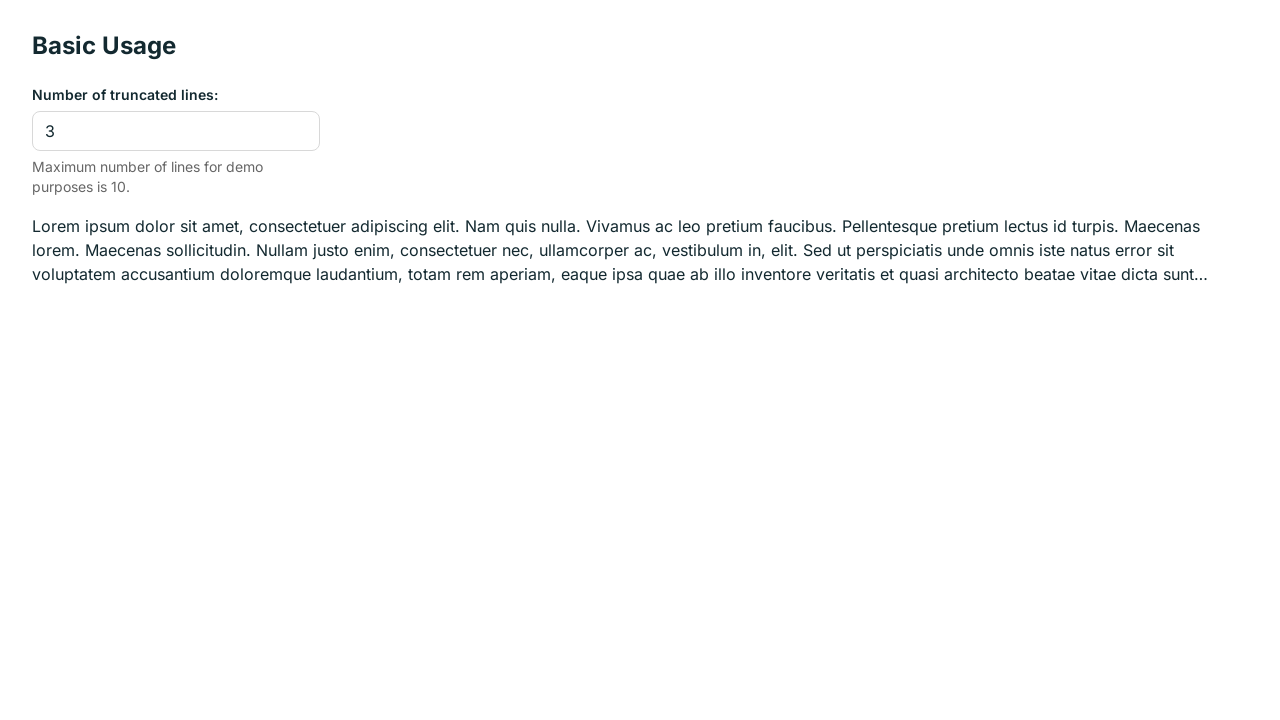 Basic Usage
Number of truncated lines:
3
Maximum number of lines for demo
purposes is 10.
Lorem ipsum dolor sit amet, consectetuer adipiscing elit. Nam quis nulla. Vivamus ac leo pretium faucibus. Pellentesque pretium lectus id turpis. Maecenas
lorem. Maecenas sollicitudin. Nullam justo enim, consectetuer nec, ullamcorper ac, vestibulum in, elit. Sed ut perspiciatis unde omnis iste natus error sit
voluptatem accusantium doloremque laudantium, totam rem aperiam, eaque ipsa quae ab illo inventore veritatis et quasi architecto beatae vitae dicta sunt…